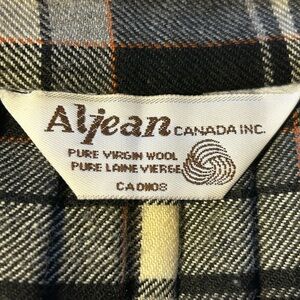 Aljean CANADA INC.
PURE VIRGIN WOOL
PURE LAINE VIERGE
CA 01108